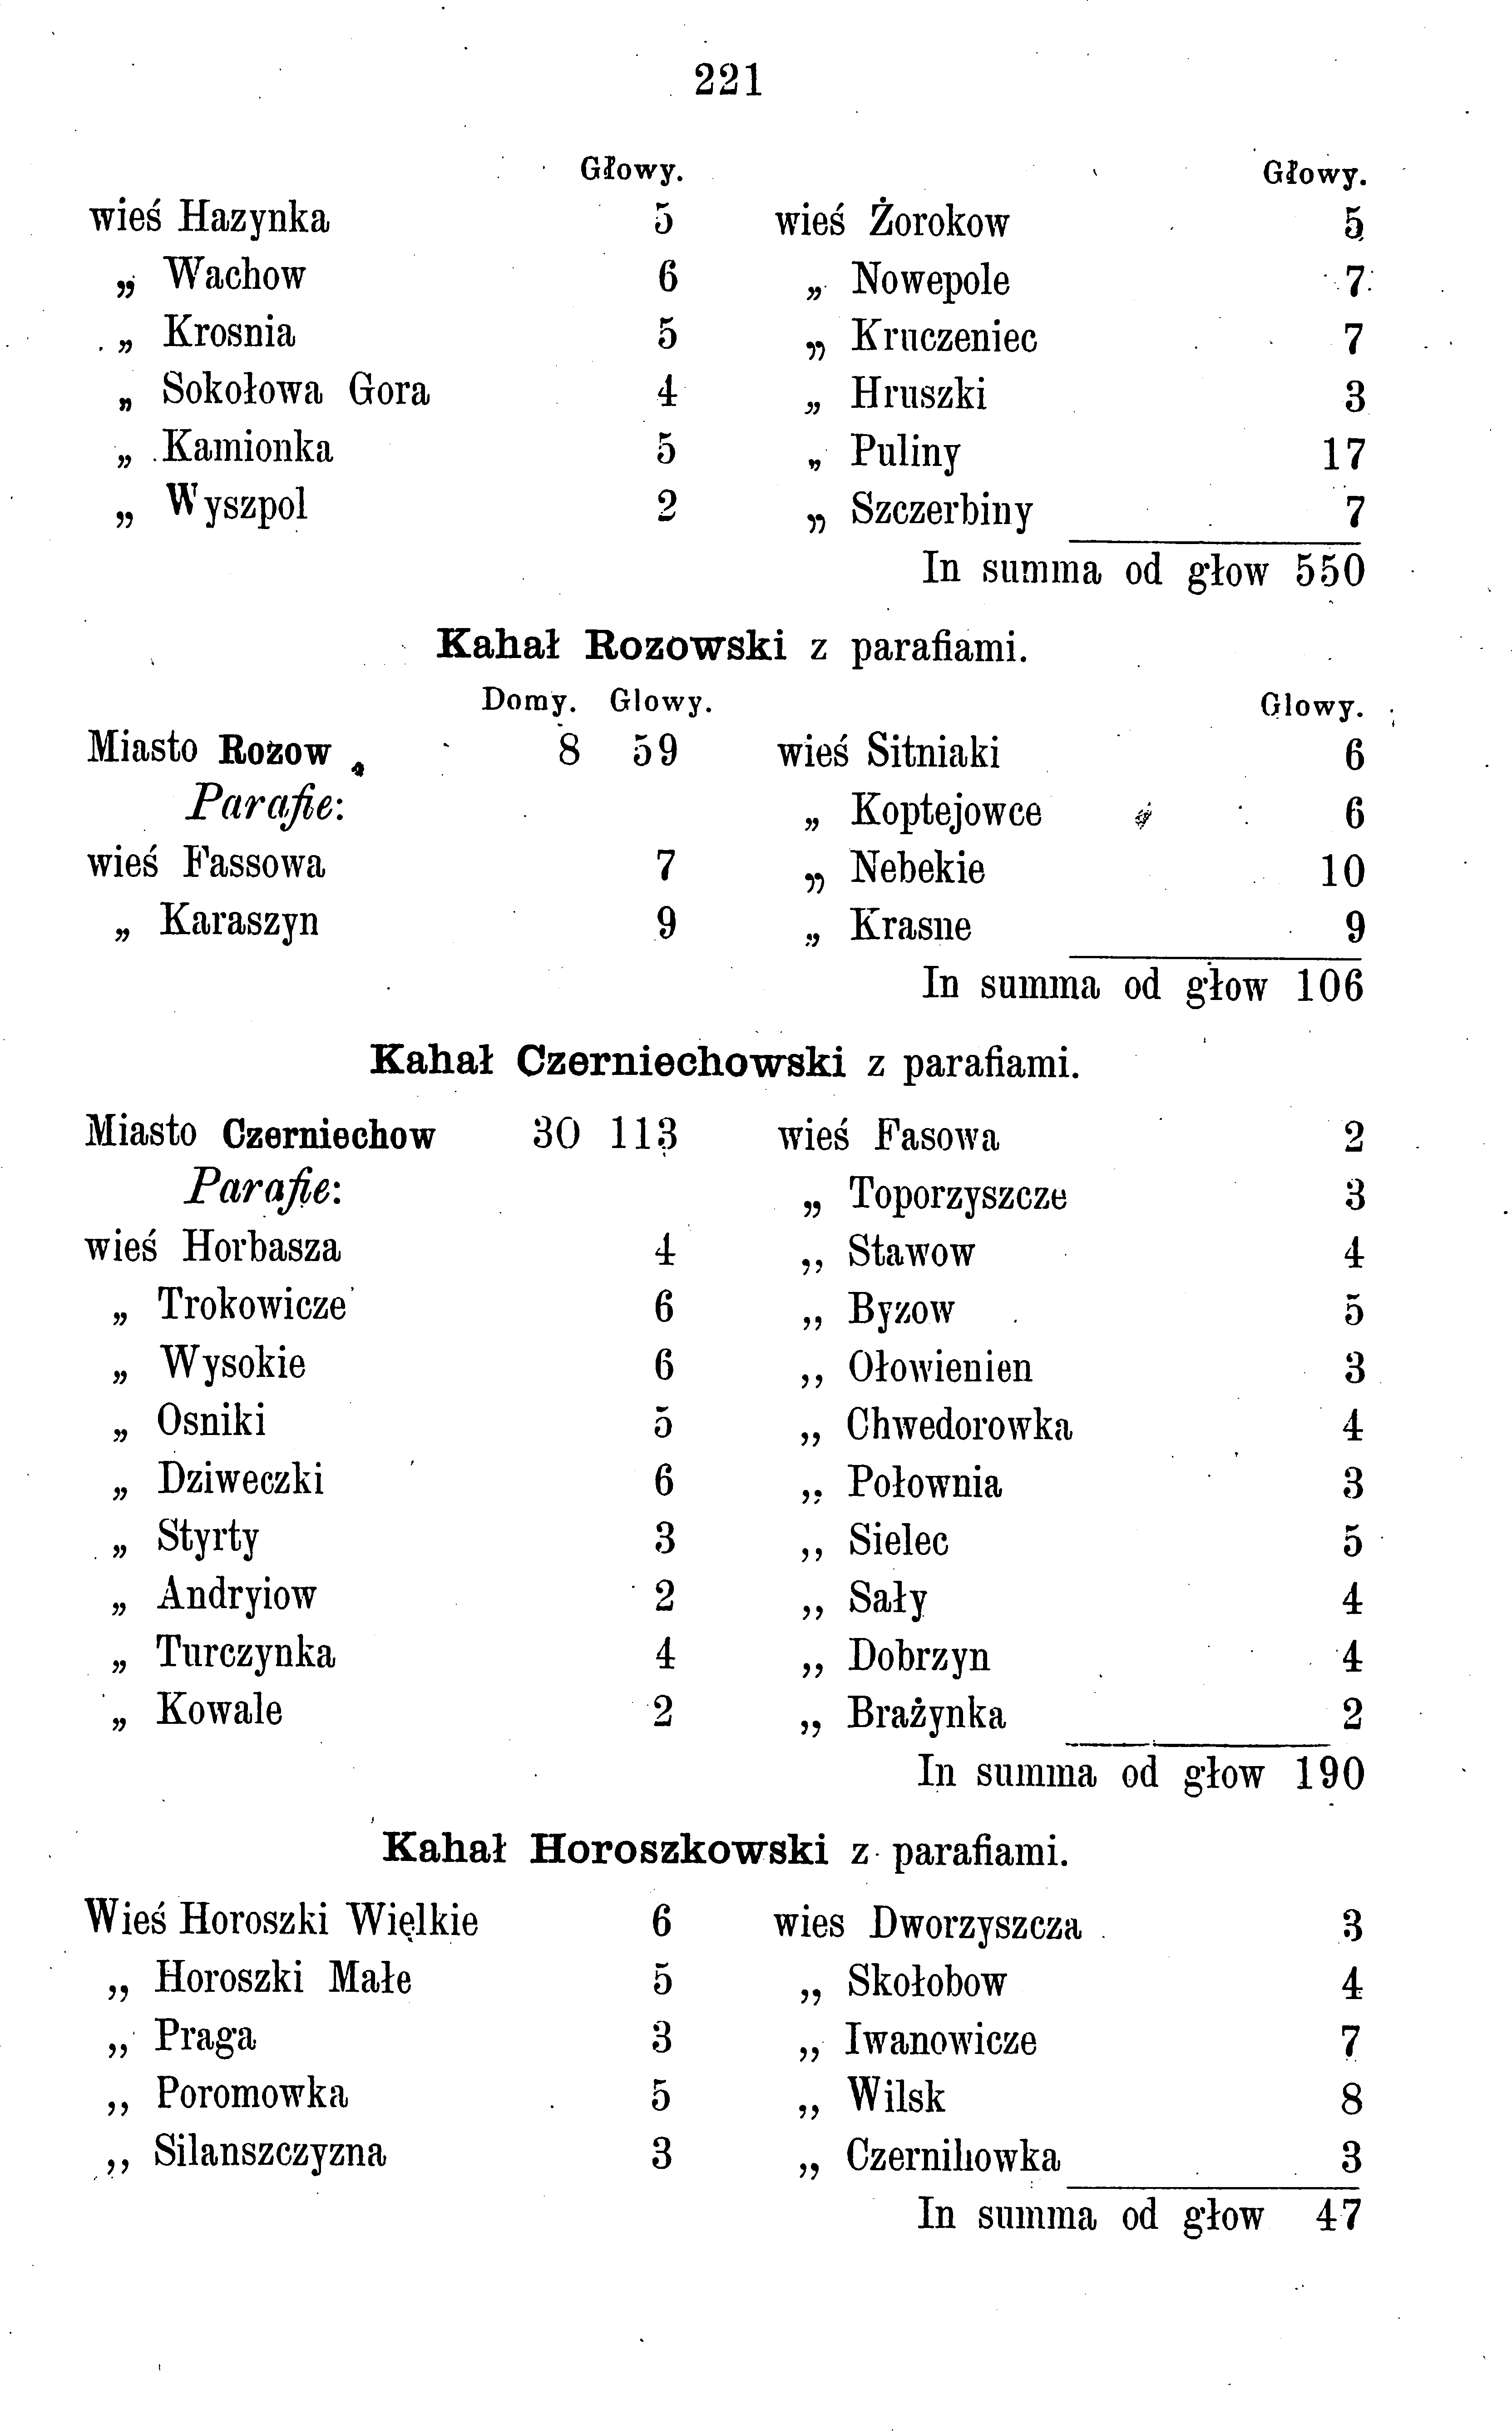 221
Głowy.
wieś Hazynka 5
„ Wachow 6
„ Krosnia 5
„ Sokołowa Gora 4
„ Kamionka 5
„ Wyszpol 2
Głowy.
wieś Żorokow 5
„ Nowepole 7
„ Kruczeniec 7
„ Hruszki 3
„ Puliny 17
„ Szczerbiny 7
In summa od głow 550
Kahał Rozowski z parafiami.
Domy. Glowy.
Miasto Rozow 8 59
Parafie:
wieś Fassowa 7
„ Karaszyn 9
Glowy.
wieś Sitniaki 6
„ Koptejowce 6
„ Nebekie 10
„ Krasne 9
In summa od głow 106
Kahał Czerniechowski z parafiami.
Miasto Czerniechow 30 113
Parafie:
wieś Horbasza 4
„ Trokowicze 6
„ Wysokie 6
„ Osniki 5
„ Dziweczki 6
„ Styrty 3
„ Andryiow 2
„ Turczynka 4
„ Kowale 2
wieś Fasowa 2
„ Toporzyszcze 3
,, Stawow 4
,, Byzow 5
,, Ołowienien 3
,, Chwedorowka 4
,, Połownia 3
,, Sielec 5
,, Sały 4
,, Dobrzyn 4
,, Brażynka 2
In summa od głow 190
Kahał Horoszkowski z parafiami.
Wieś Horoszki Wielkie 6
,, Horoszki Małe 5
,, Praga 3
,, Poromowka 5
,, Silanszczyzna 3
wies Dworzyszcza 3
,, Skołobow 4
,, Iwanowicze 7
,, Wilsk 8
,, Czernihowka 3
In summa od głow 47